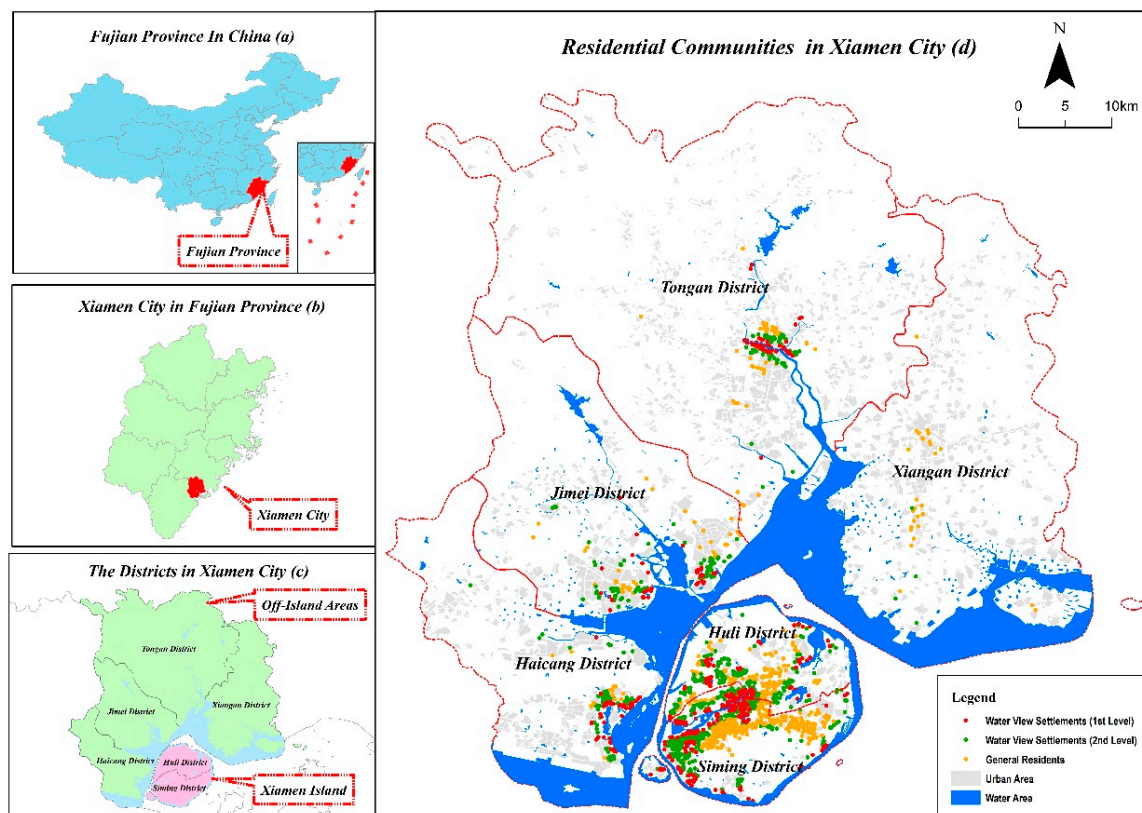 Fujian Province In China (a)
Fujian Province
Xiamen City in Fujian Province (b)
Xiamen City
The Districts in Xiamen City (c)
Off-Island Areas
Tongan District
Jimei District
Xiangan District
Haicang District
Huli District
Siming District
Xiamen Island
Residential Communities in Xiamen City (d)
N
0 5 10km
Tongan District
Xiangan District
Jimei District
Huli District
Haicang District
Siming District
Legend
Water View Settlements (1st Level)
Water View Settlements (2nd Level)
General Residents
Urban Area
Water Area